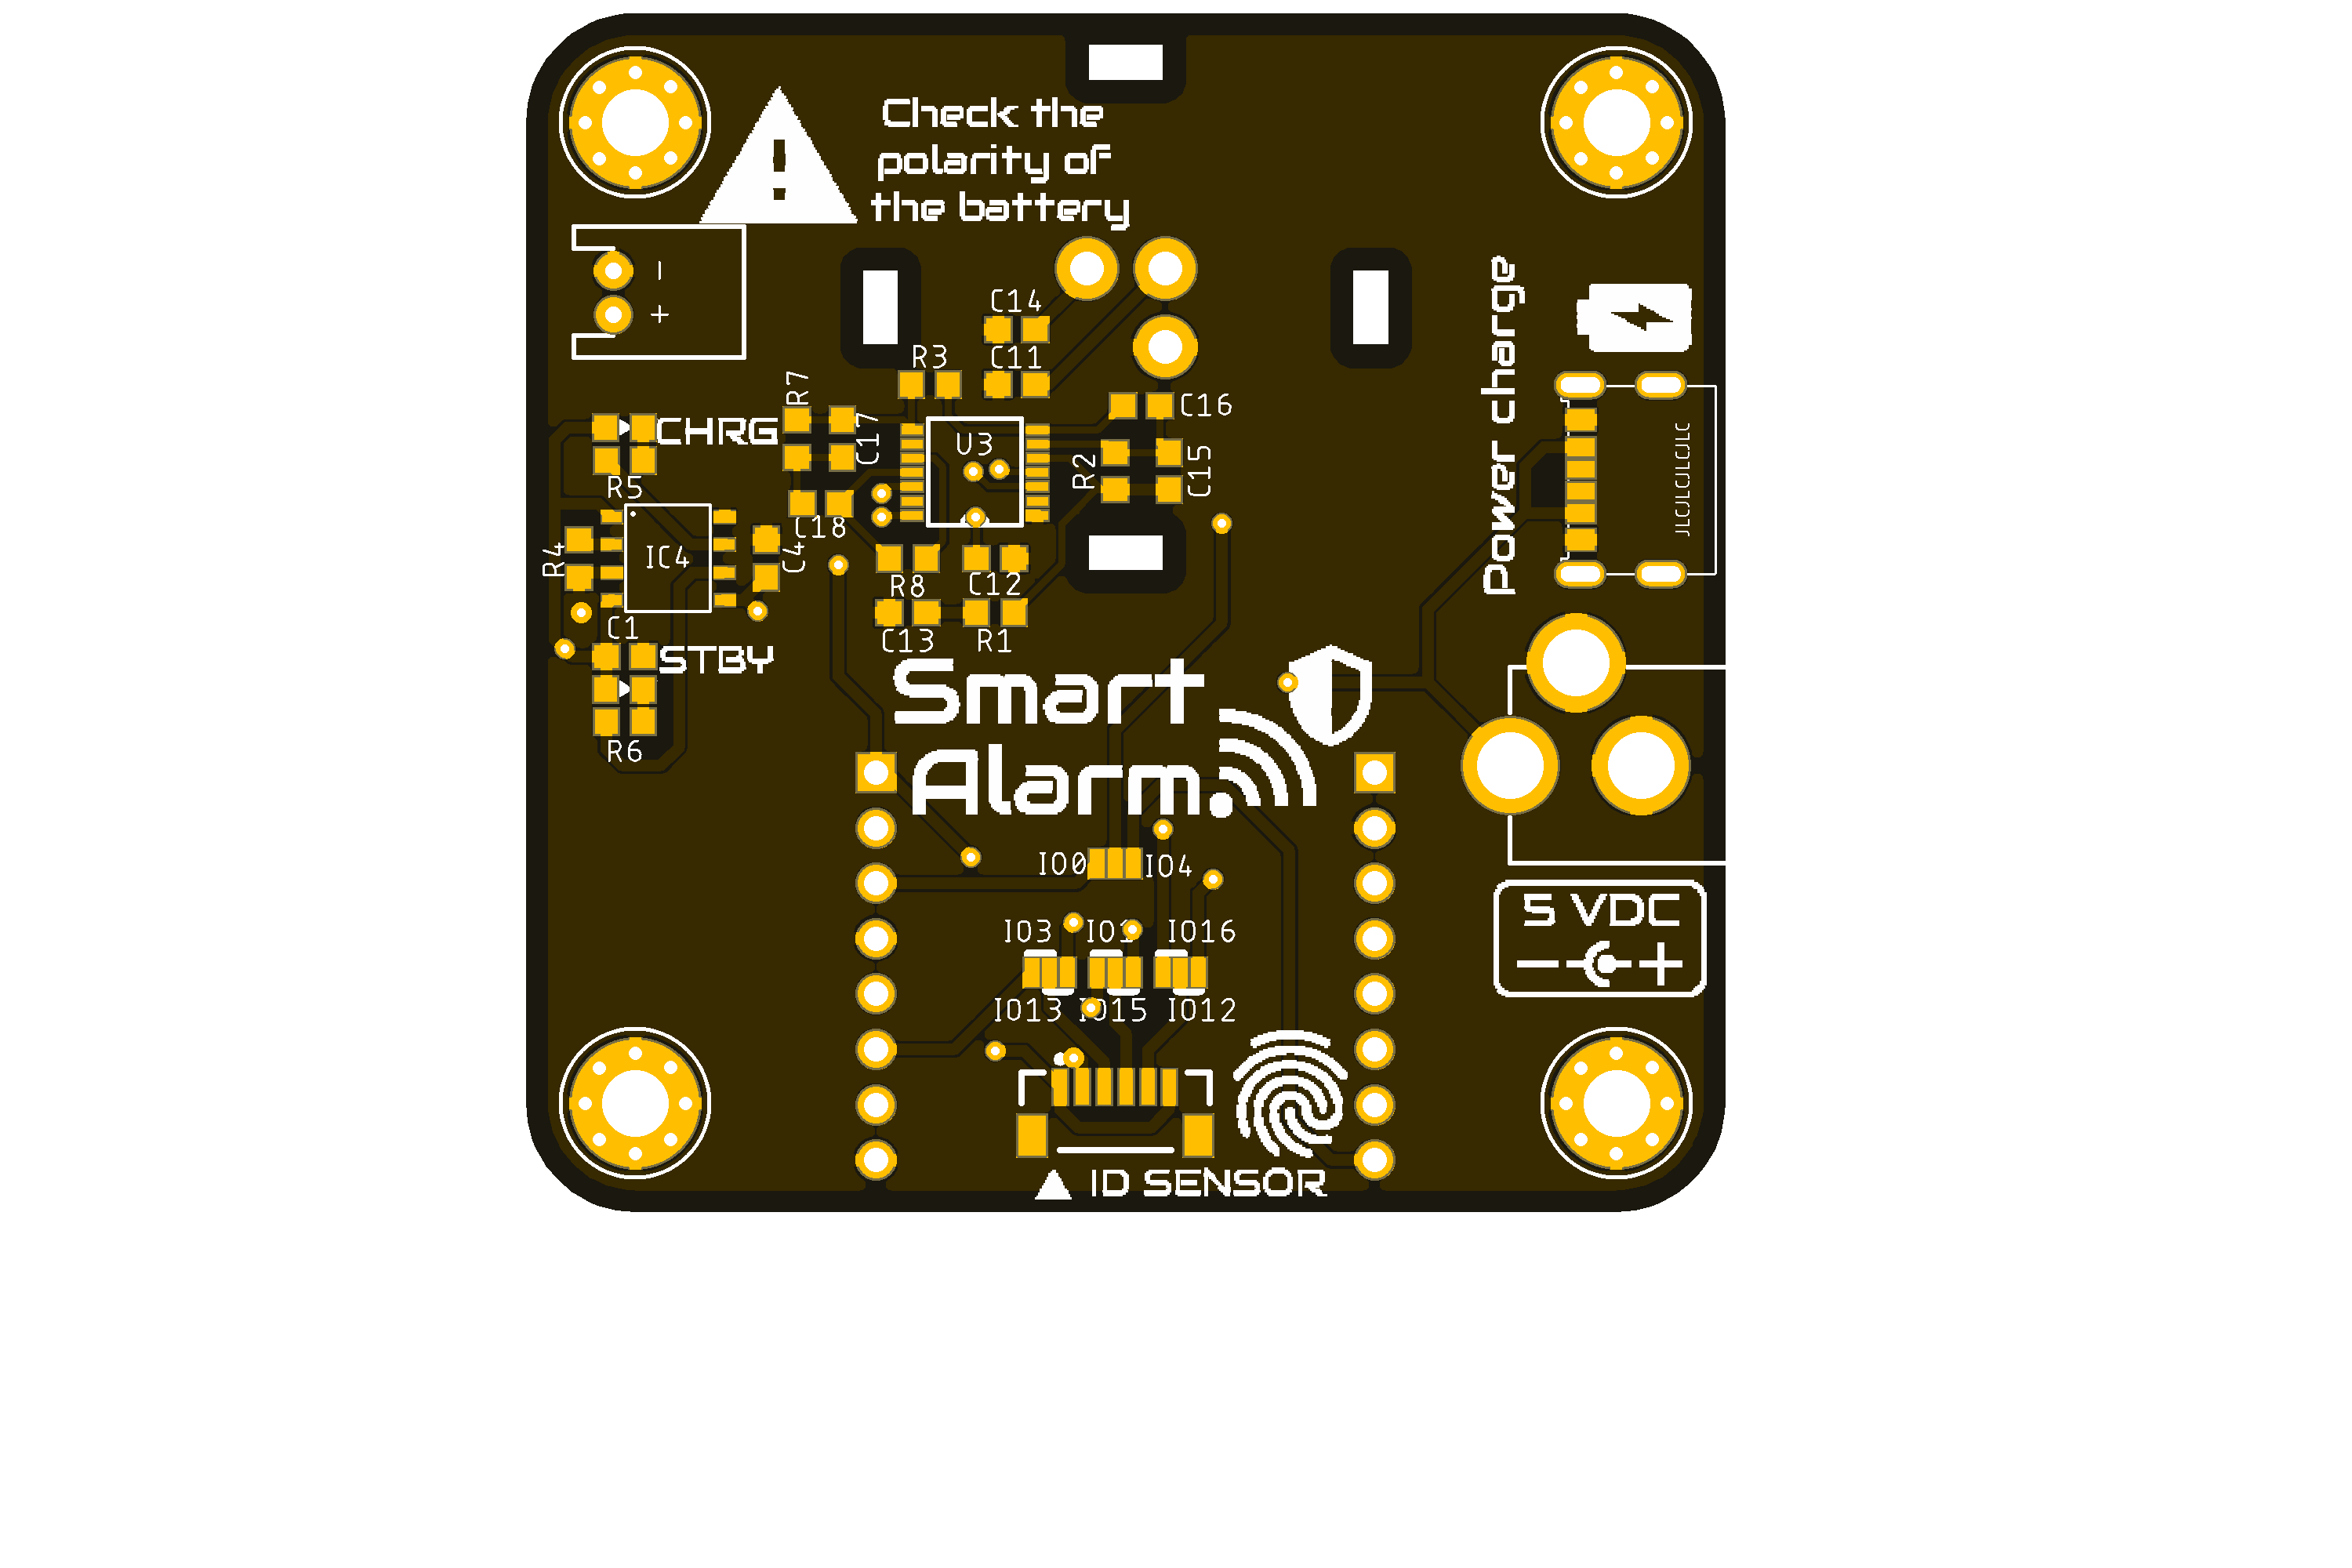 Check the
polarity of
the battery
-
+
C14
C11
R3
R7
C17
C16
U3
R2
C15
CHRG
R5
C18
R4
IC4
C4
R8
C12
C13
R1
C1
STBY
R6
power charge
JLCJLCJLCJLC
Smart
Alarm.
IO0
IO4
IO3
IO1
IO16
IO13
IO15
IO12
5 VDC
- +
ID SENSOR